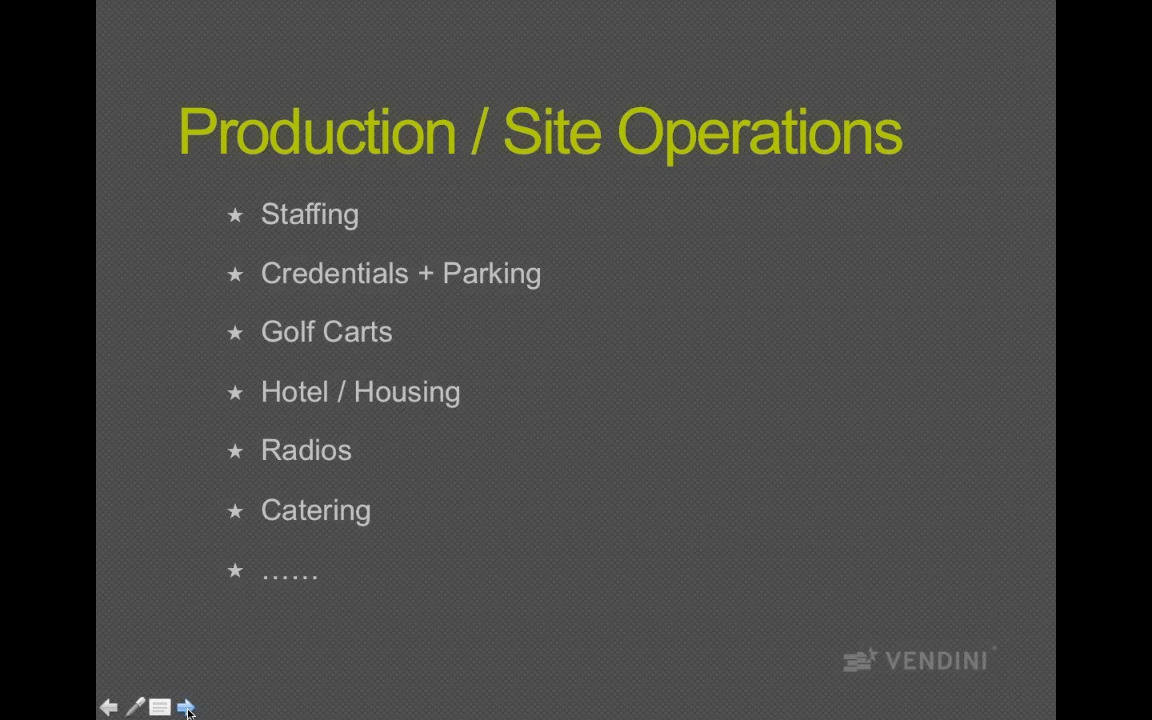 Production / Site Operations
★ Staffing
★ Credentials + Parking
★ Golf Carts
★ Hotel / Housing
★ Radios
★ Catering
★ ......
VENDINI